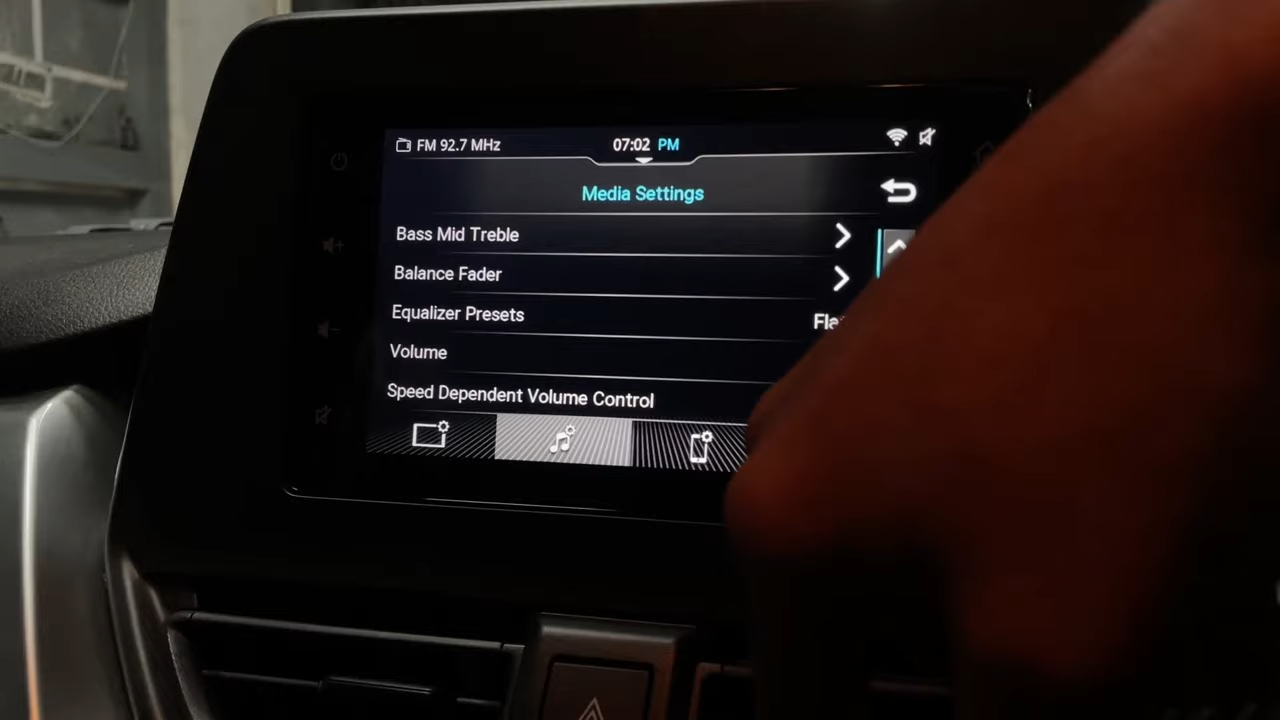 FM 92.7 MHz
07:02 PM
Media Settings
Bass Mid Treble
Balance Fader
Equalizer Presets
Volume
Speed Dependent Volume Control